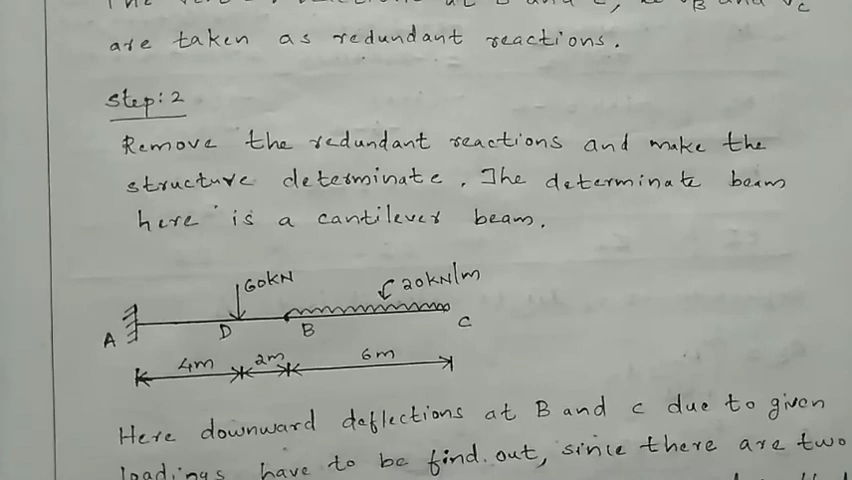 are taken as redundant reactions.
Step: 2
Remove the redundant reactions and make the
structure determinate. The determinate beam
here is a cantilever beam.
60KN
20KN/m
A D B C
4m 2m 6m
Here downward deflections at B and C due to given
loadings have to be find out, since there are two